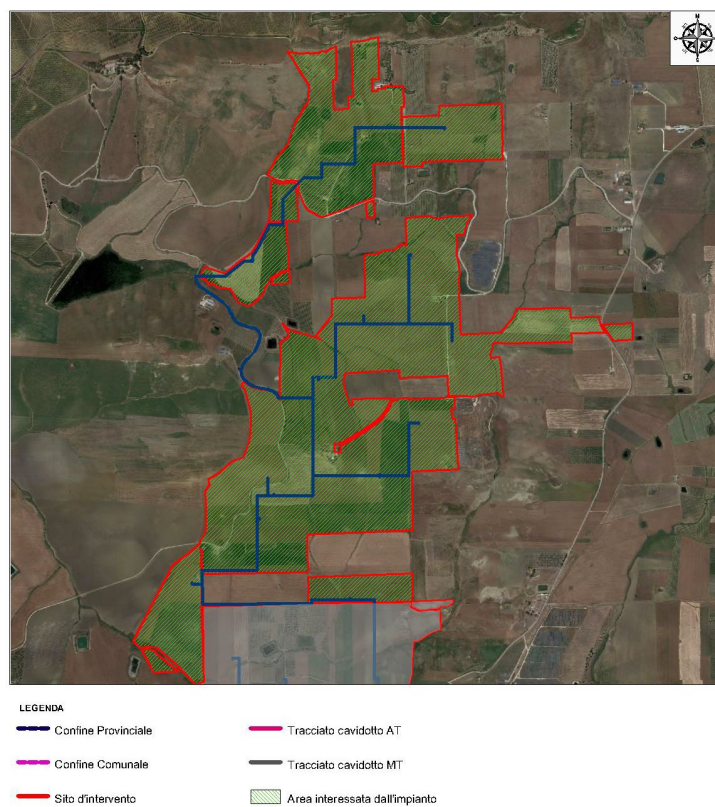 LEGENDA
Confine Provinciale
Tracciato cavidotto AT
Confine Comunale
Tracciato cavidotto MT
Sito d'intervento
Area interessata dall'impianto